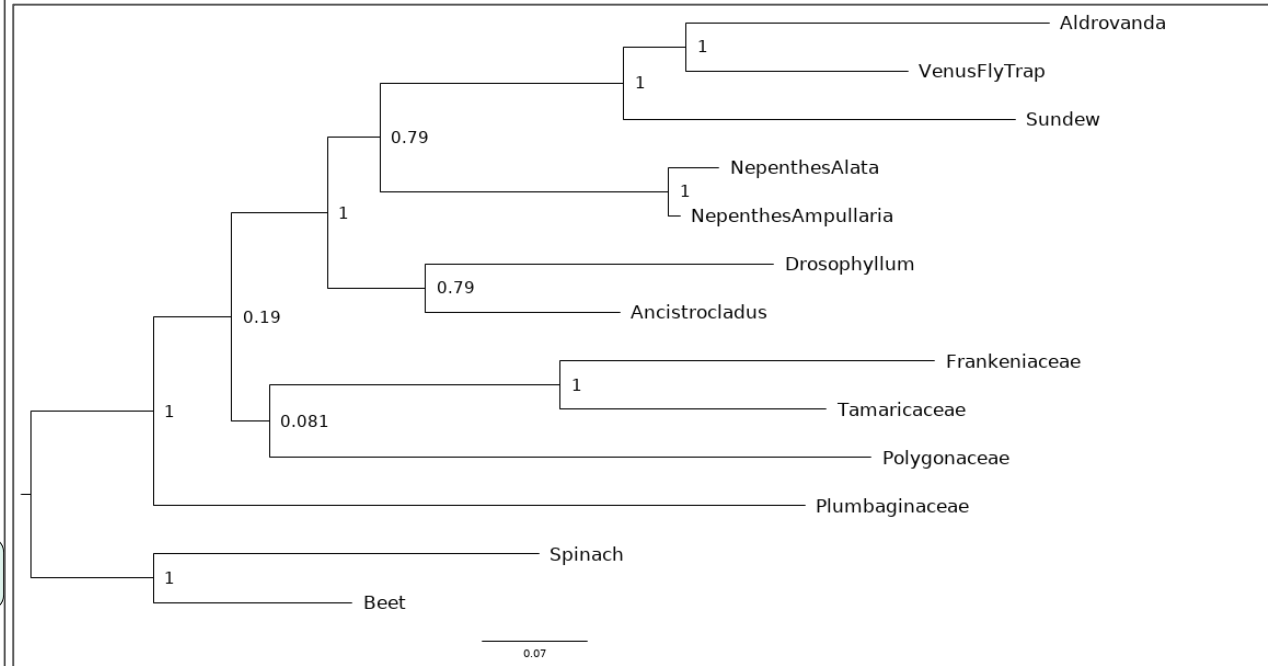 Aldrovanda
1
VenusFlyTrap
1
Sundew
0.79
NepenthesAlata
1
NepenthesAmpullaria
1
Drosophyllum
0.79
Ancistrocladus
0.19
Frankeniaceae
1
Tamaricaceae
1
0.081
Polygonaceae
Plumbaginaceae
Spinach
1
Beet
0.07